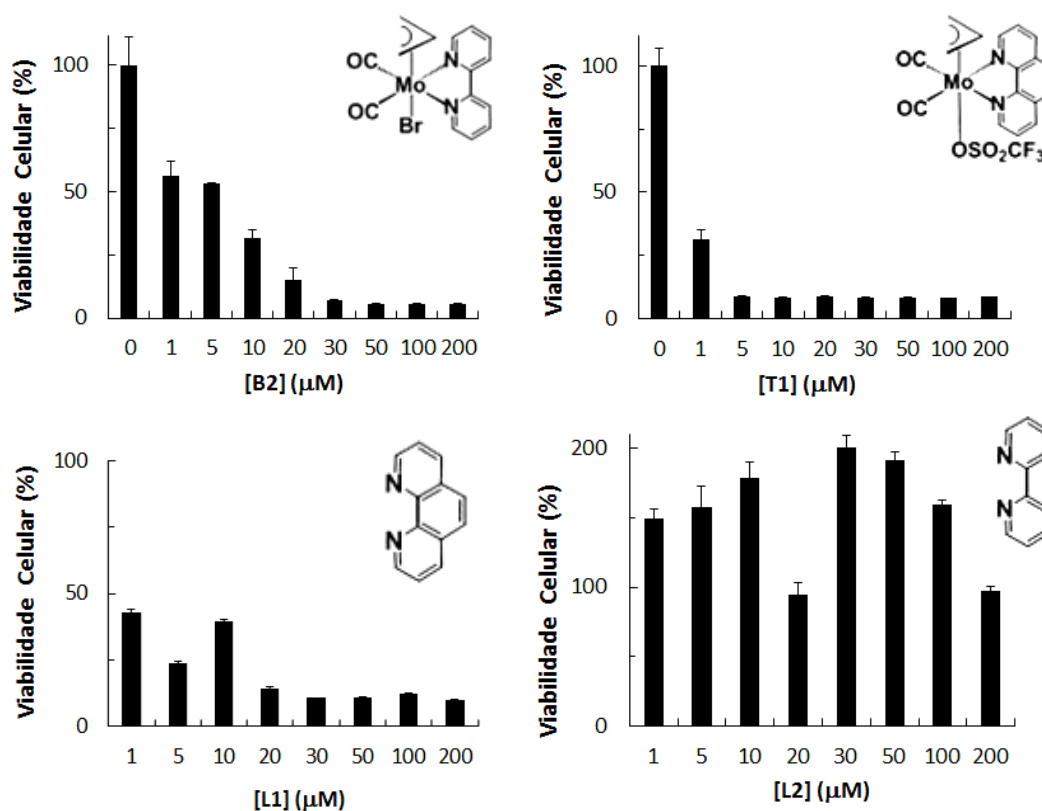 Viabilidade Celular (%)
100
50
0
0 1 5 10 20 30 50 100 200
[B2] (µM)
OC
OC
Mo
N
N
Br
Viabilidade Celular (%)
100
50
0
0 1 5 10 20 30 50 100 200
[T1] (µM)
OC
OC
Mo
N
N
OSO₂CF₃
Viabilidade Celular (%)
100
50
0
1 5 10 20 30 50 100 200
[L1] (µM)
N
N
Viabilidade Celular (%)
200
100
0
1 5 10 20 30 50 100 200
[L2] (µM)
N
N